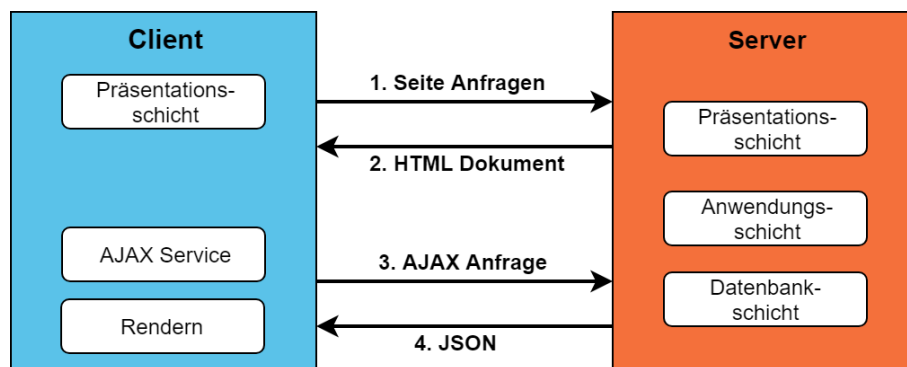 Client
Präsentations-
schicht
AJAX Service
Rendern
1. Seite Anfragen
2. HTML Dokument
3. AJAX Anfrage
4. JSON
Server
Präsentations-
schicht
Anwendungs-
schicht
Datenbank-
schicht